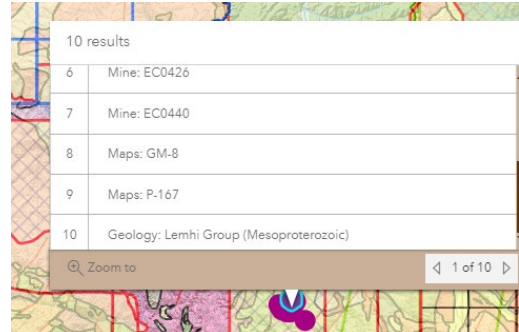 10 results
6 Mine: EC0426
7 Mine: EC0440
8 Maps: GM-8
9 Maps: P-167
10 Geology: Lemhi Group (Mesoproterozoic)
Zoom to 1 of 10